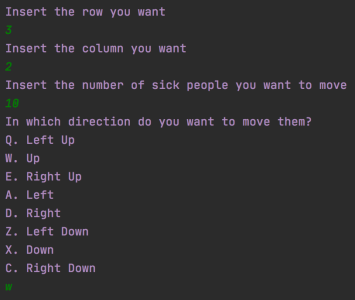 Insert the row you want
3
Insert the column you want
2
Insert the number of sick people you want to move
10
In which direction do you want to move them?
Q. Left Up
W. Up
E. Right Up
A. Left
D. Right
Z. Left Down
X. Down
C. Right Down
w